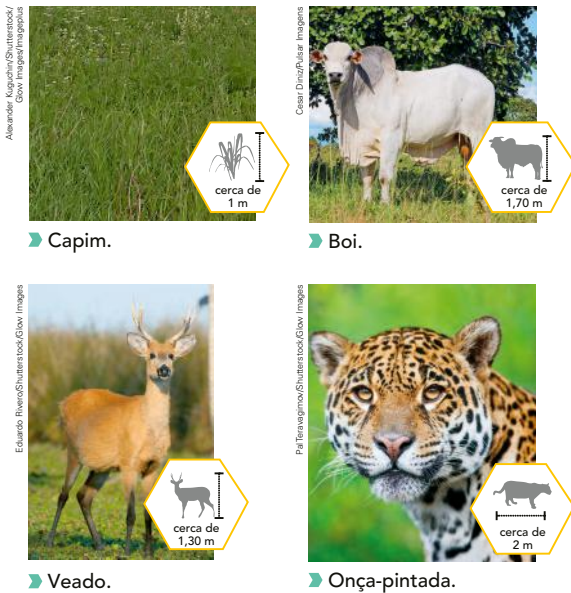 Alexander Kuguchin/Shutterstock/
Glow Images/Imageplus
cerca de
1 m
Capim.
Cesar Diniz/Pulsar Imagens
cerca de
1,70 m
Boi.
Eduardo Rivero/Shutterstock/Glow Images
cerca de
1,30 m
Veado.
PalTeravagimov/Shutterstock/Glow Images
cerca de
2 m
Onça-pintada.